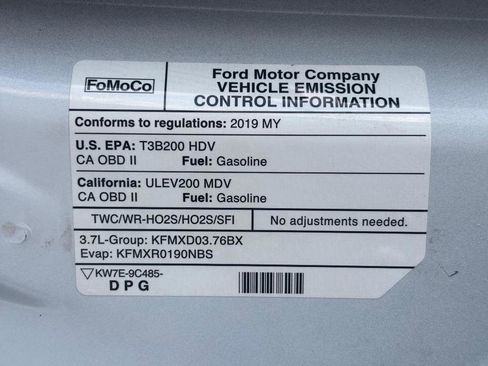 FoMoCo
Ford Motor Company
VEHICLE EMISSION
CONTROL INFORMATION
Conforms to regulations: 2019 MY
U.S. EPA: T3B200 HDV
CA OBD II Fuel: Gasoline
California: ULEV200 MDV
CA OBD II Fuel: Gasoline
TWC/WR-HO2S/HO2S/SFI No adjustments needed.
3.7L-Group: KFMXD03.76BX
Evap: KFMXR0190NBS
KW7E-9C485-
DPG